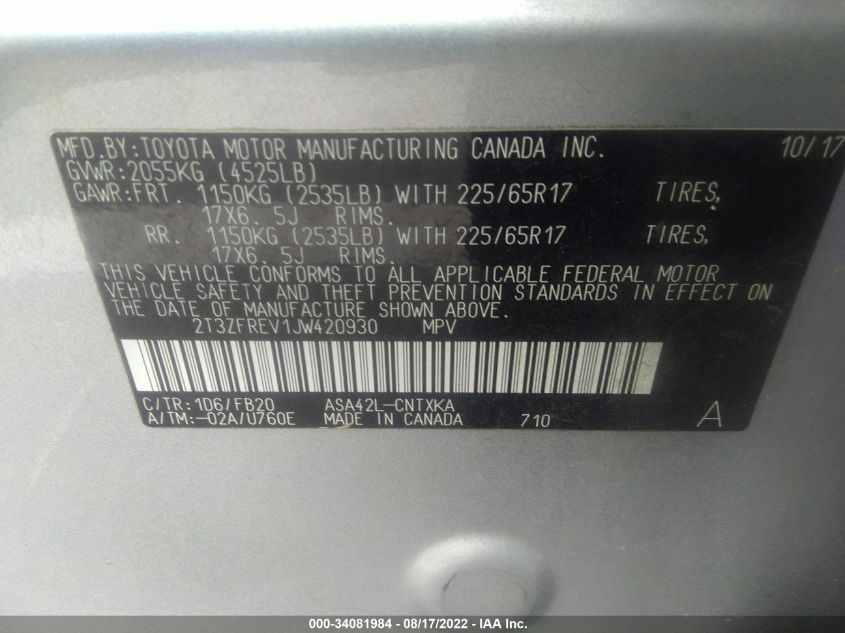 MFD.BY:TOYOTA MOTOR MANUFACTURING CANADA INC. 10/17
GVWR:2055KG (4525LB)
GAWR:FRT. 1150KG (2535LB) WITH 225/65R17 TIRES,
17X6. 5J RIMS.
RR. 1150KG (2535LB) WITH 225/65R17 TIRES,
17X6. 5J RIMS.
THIS VEHICLE CONFORMS TO ALL APPLICABLE FEDERAL MOTOR
VEHICLE SAFETY AND THEFT PREVENTION STANDARDS IN EFFECT ON
THE DATE OF MANUFACTURE SHOWN ABOVE.
2T3ZFREV1JW420930 MPV
C/TR:1D6/FB20 ASA42L-CNTXKA
A/TM:-02A/U760E MADE IN CANADA 710 A
000-34081984 - 08/17/2022 - IAA Inc.